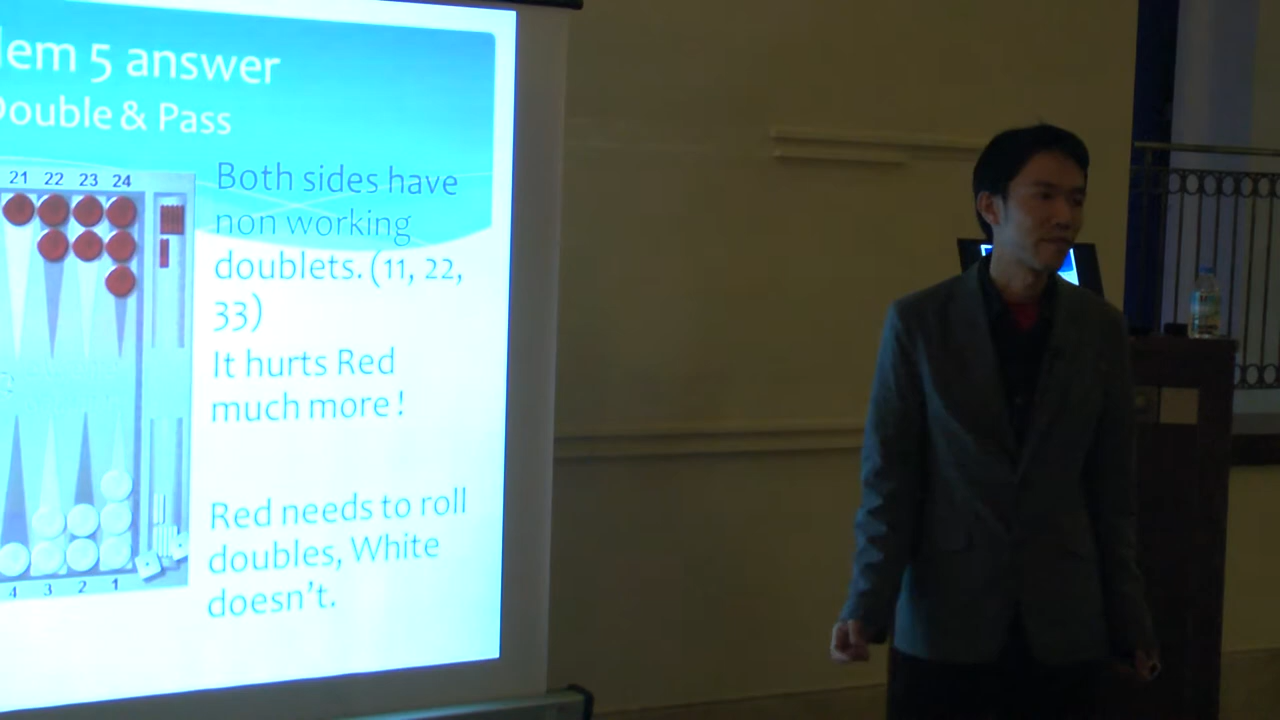 lem 5 answer
Double & Pass
21 22 23 24
Both sides have
non working
doublets. (11, 22,
33)
It hurts Red
much more !
Red needs to roll
doubles, White
doesn't.
4 3 2 1